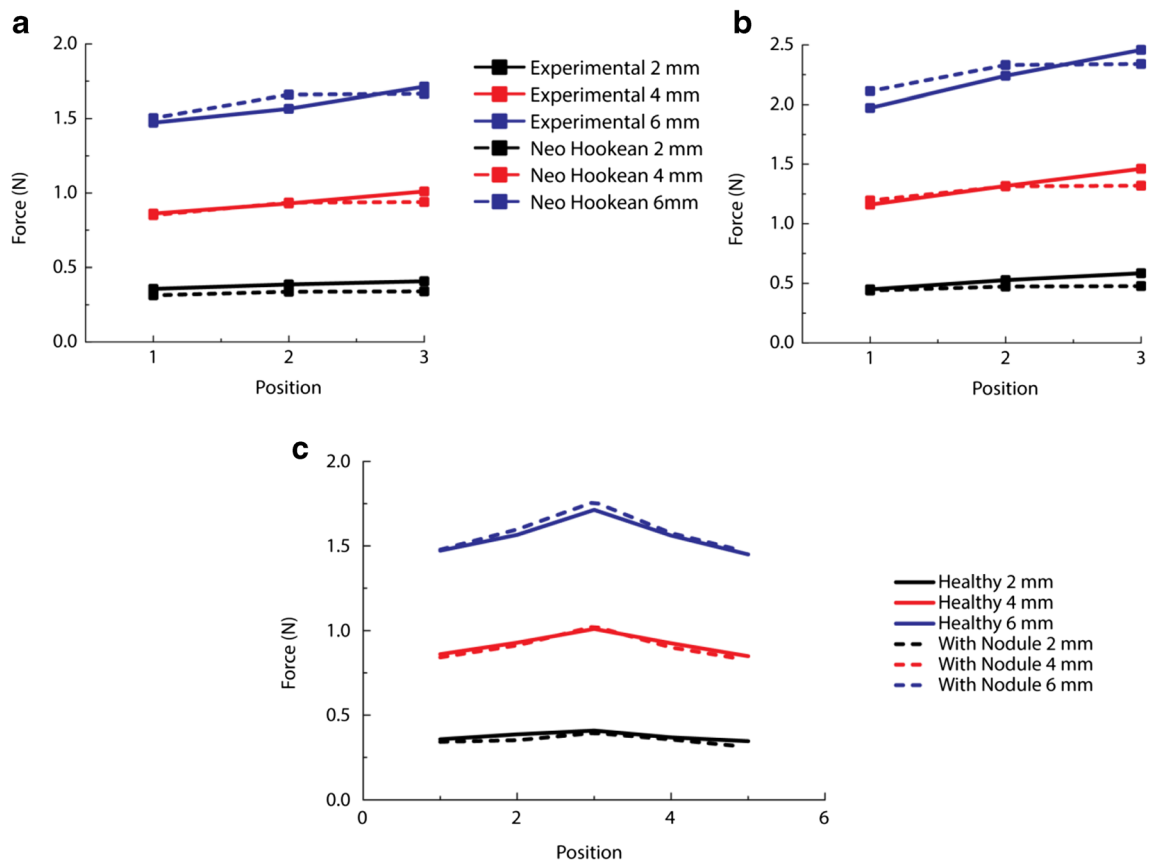 a
2.0
1.5
1.0
0.5
0.0
Force (N)
1 2 3
Position
Experimental 2 mm
Experimental 4 mm
Experimental 6 mm
Neo Hookean 2 mm
Neo Hookean 4 mm
Neo Hookean 6mm
b
2.5
2.0
1.5
1.0
0.5
0.0
Force (N)
1 2 3
Position
c
2.0
1.5
1.0
0.5
0.0
Force (N)
0 2 4 6
Position
Healthy 2 mm
Healthy 4 mm
Healthy 6 mm
With Nodule 2 mm
With Nodule 4 mm
With Nodule 6 mm